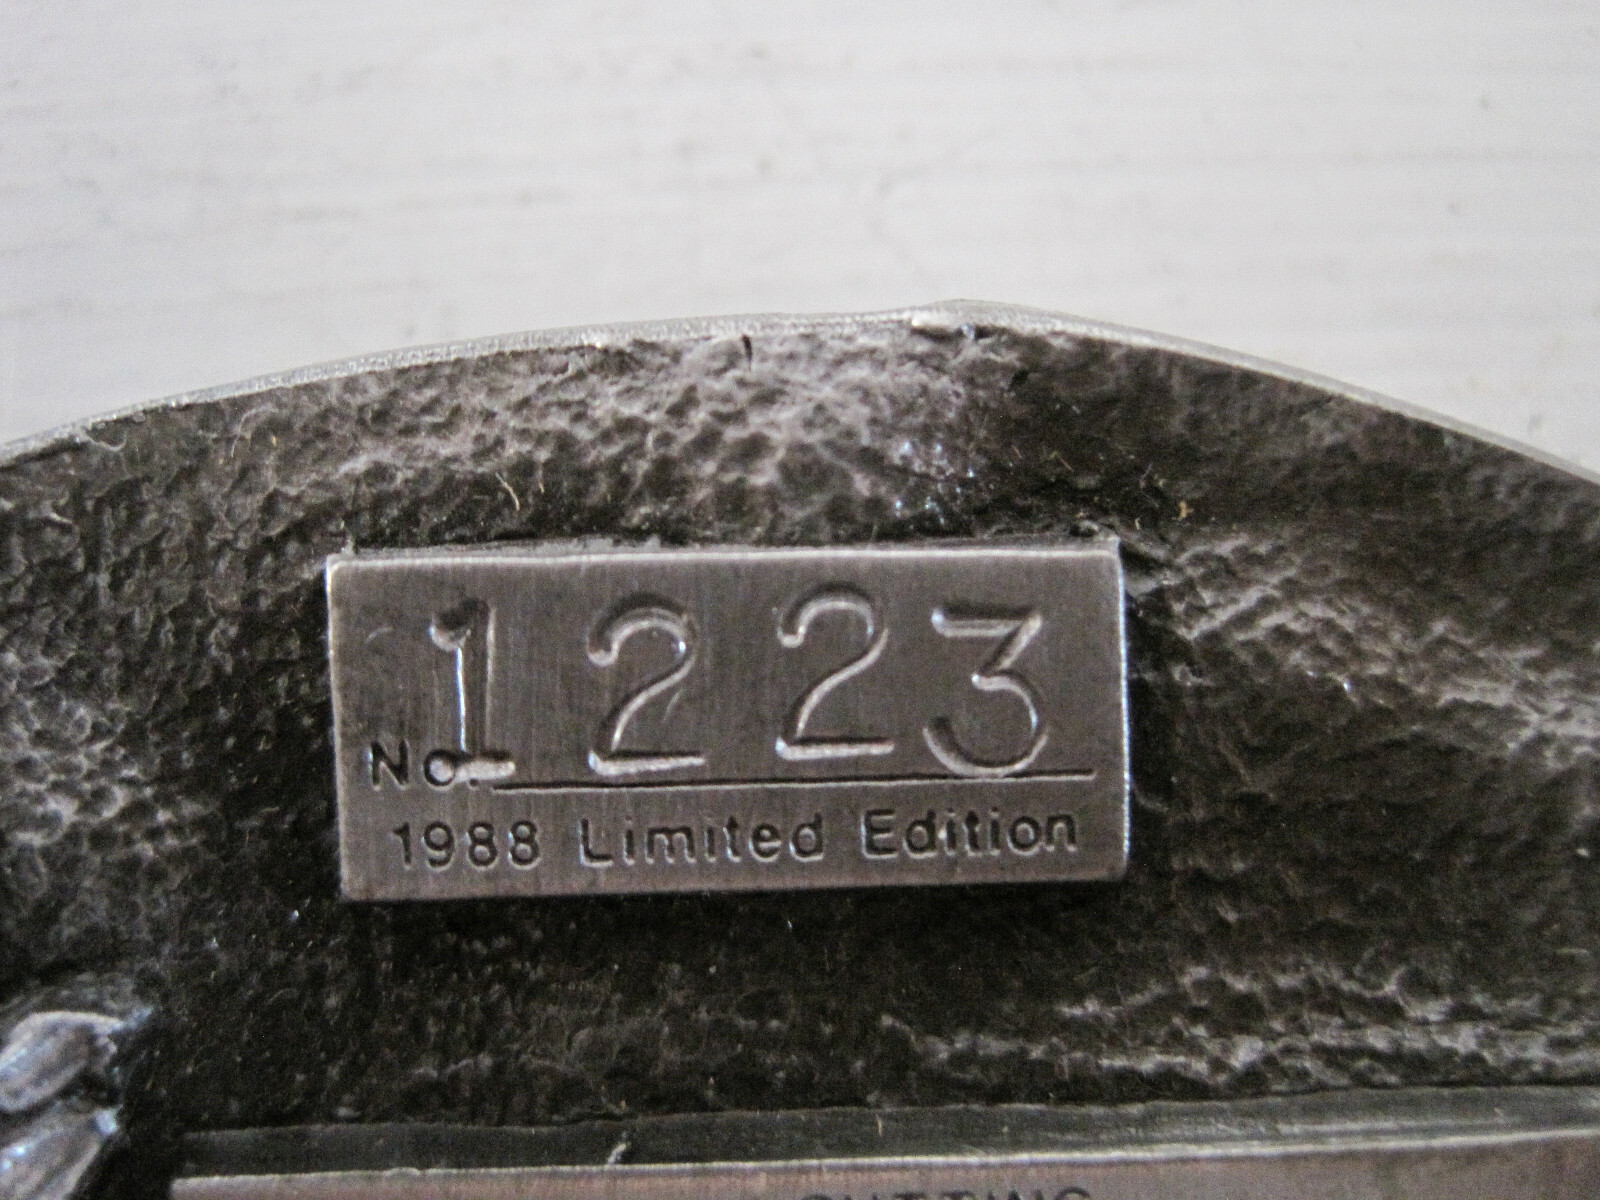 No. 1223
1988 Limited Edition